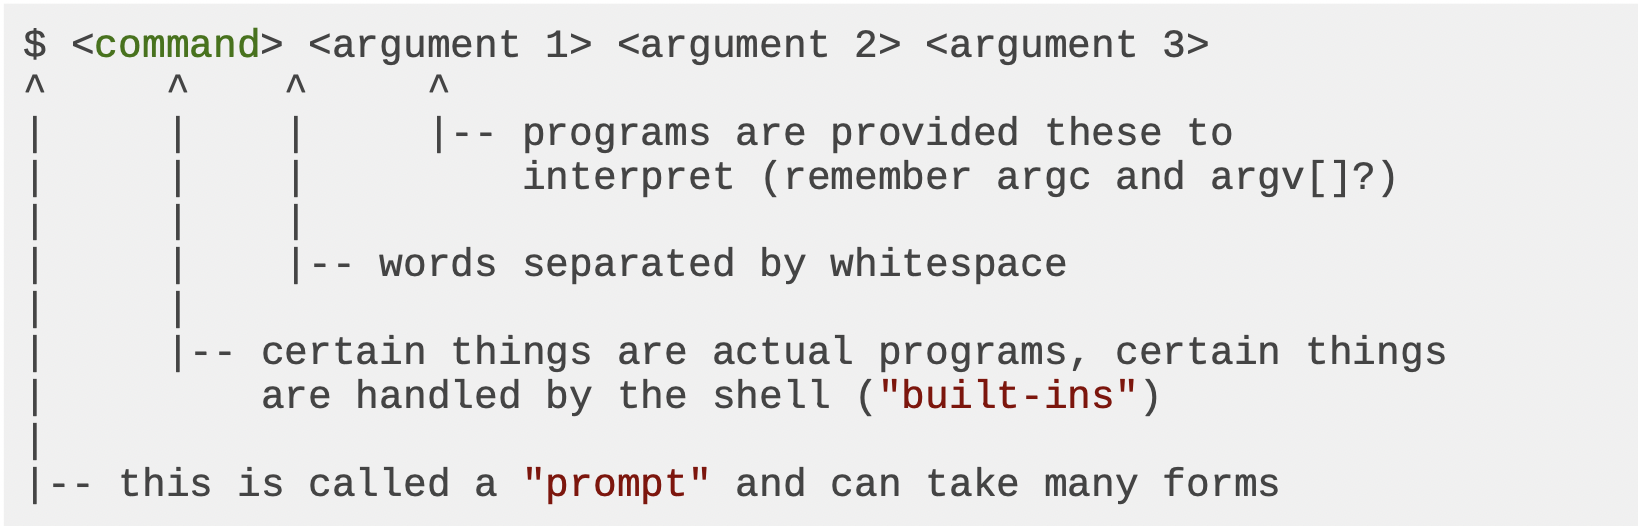 $ <command> <argument 1> <argument 2> <argument 3>
^     ^    ^     ^
|     |    |     |-- programs are provided these to
|     |    |         interpret (remember argc and argv[]?)
|     |    |
|     |    |-- words separated by whitespace
|     |
|     |-- certain things are actual programs, certain things
|         are handled by the shell ("built-ins")
|
|-- this is called a "prompt" and can take many forms